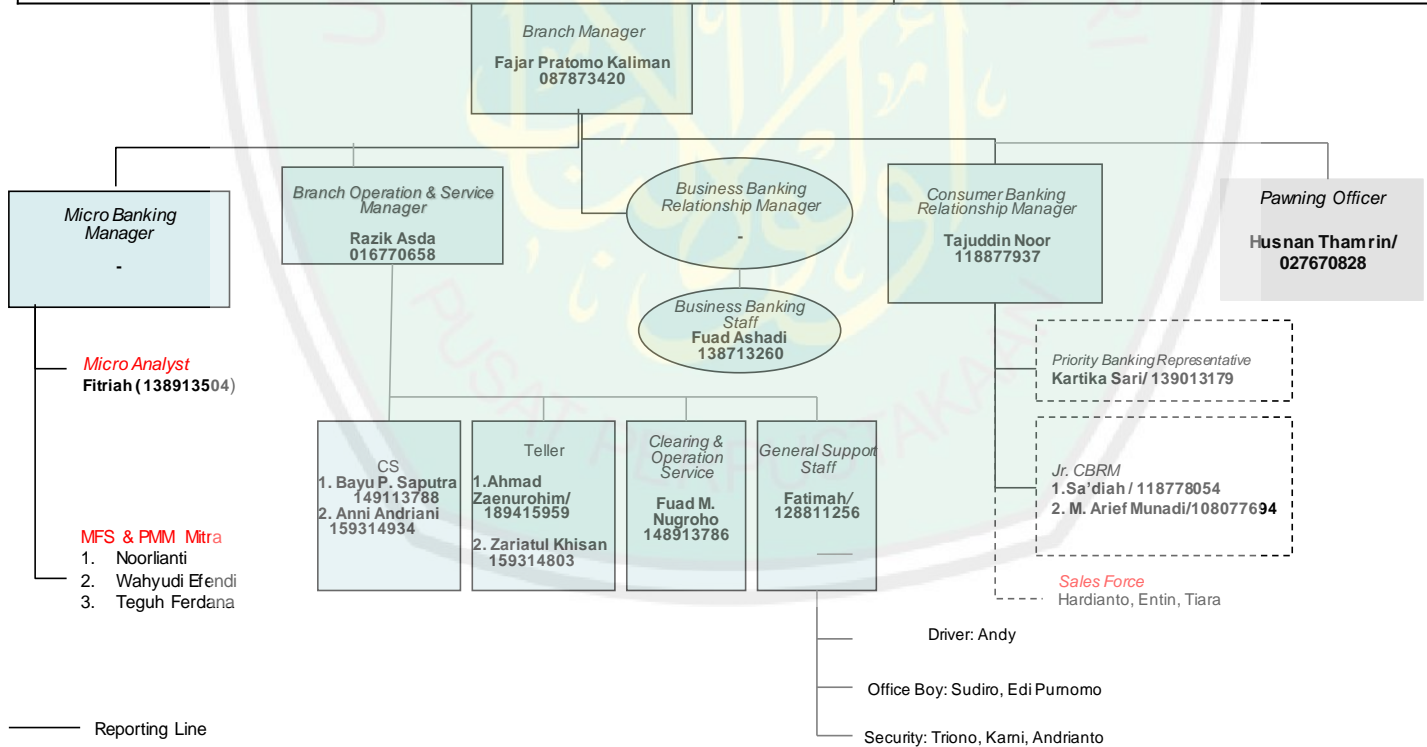 Branch Manager
Fajar Pratomo Kaliman
087873420
Micro Banking
Manager
-
Branch Operation & Service
Manager
Razik Asda
016770658
Business Banking
Relationship Manager
-
Consumer Banking
Relationship Manager
Tajuddin Noor
118877937
Pawning Officer
Husnan Thamrin/
027670828
Business Banking
Staff
Fuad Ashadi
138713260
Micro Analyst
Fitriah (138913504)
MFS & PMM Mitra
1. Noorlianti
2. Wahyudi Efendi
3. Teguh Ferdana
CS
1. Bayu P. Saputra
149113788
2. Anni Andriani
159314934
Teller
1.Ahmad
Zaenurohim/
189415959
2. Zariatul Khisan
159314803
Clearing &
Operation
Service
Fuad M.
Nugroho
148913786
General Support
Staff
Fatimah/
128811256
Priority Banking Representative
Kartika Sari/ 139013179
Jr. CBRM
1.Sa'diah / 118778054
2. M. Arief Munadi/108077694
Sales Force
Hardianto, Entin, Tiara
Driver: Andy
Office Boy: Sudiro, Edi Purnomo
Security: Triono, Karni, Andrianto
Reporting Line
PUSAT PERPUSTAKAAN